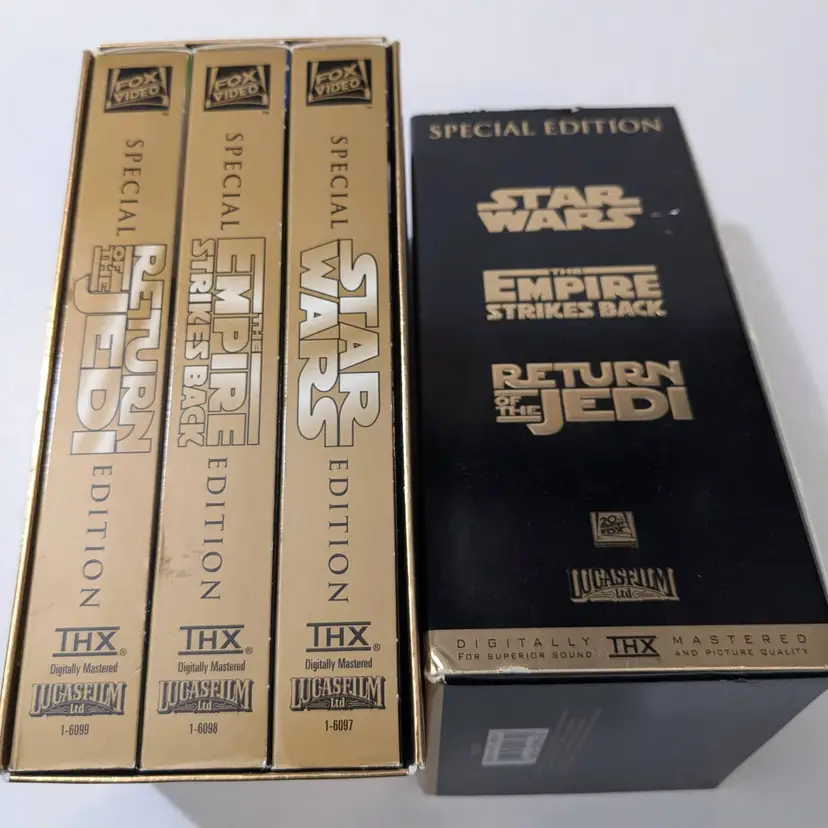 FOX
VIDEO
SPECIAL
RETURN
OF THE
JEDI
EDITION
THX
Digitally Mastered
LUCASFILM
Ltd
1-6099
FOX
VIDEO
SPECIAL
THE
EMPIRE
STRIKES BACK
EDITION
THX
Digitally Mastered
LUCASFILM
Ltd
1-6098
FOX
VIDEO
SPECIAL
STAR
WARS
EDITION
THX
Digitally Mastered
LUCASFILM
Ltd
1-6097
SPECIAL EDITION
STAR
WARS
THE
EMPIRE
STRIKES BACK
RETURN
OF THE
JEDI
20th
FOX
LUCASFILM
Ltd
DIGITALLY THX MASTERED
FOR SUPERIOR SOUND AND PICTURE QUALITY